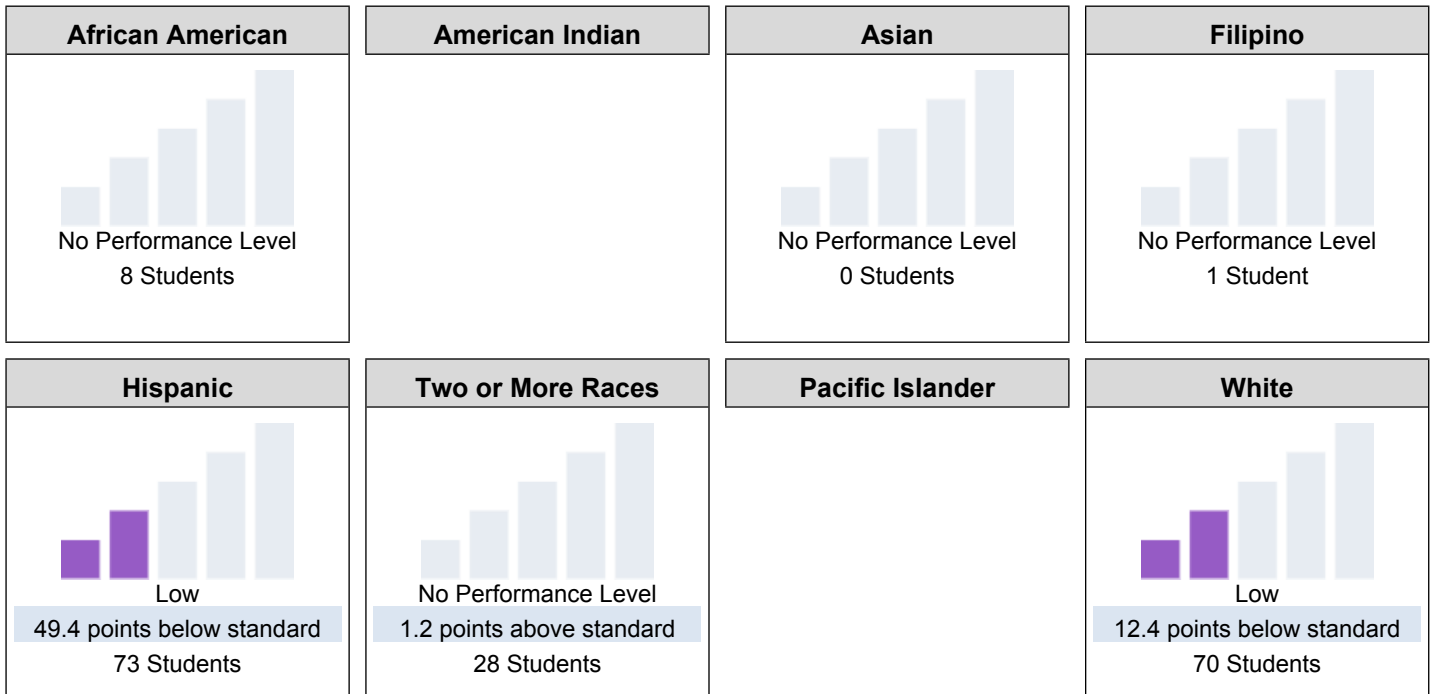 African American
No Performance Level
8 Students
American Indian
Asian
No Performance Level
0 Students
Filipino
No Performance Level
1 Student
Hispanic
Low
49.4 points below standard
73 Students
Two or More Races
No Performance Level
1.2 points above standard
28 Students
Pacific Islander
White
Low
12.4 points below standard
70 Students